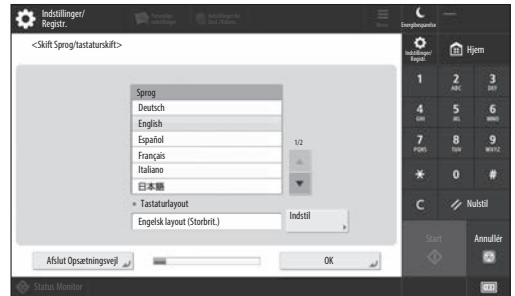 Indstillinger/
Registr.
<Skift Sprog/tastaturskift>
Sprog
Deutsch
English
Español
Français
Italiano
日本語
1/2
Tastaturlayout
Engelsk layout (Storbrit.)
Indstil
Afslut Opsætningsvejl
OK
Status Monitor
Energibesparelse
Indstillinger/
Registr.
Hjem
1
2
ABC
3
DEF
4
GHI
5
JKL
6
MNO
7
PQRS
8
TUV
9
WXYZ
*
0
#
C
Nulstil
Start
Annullér